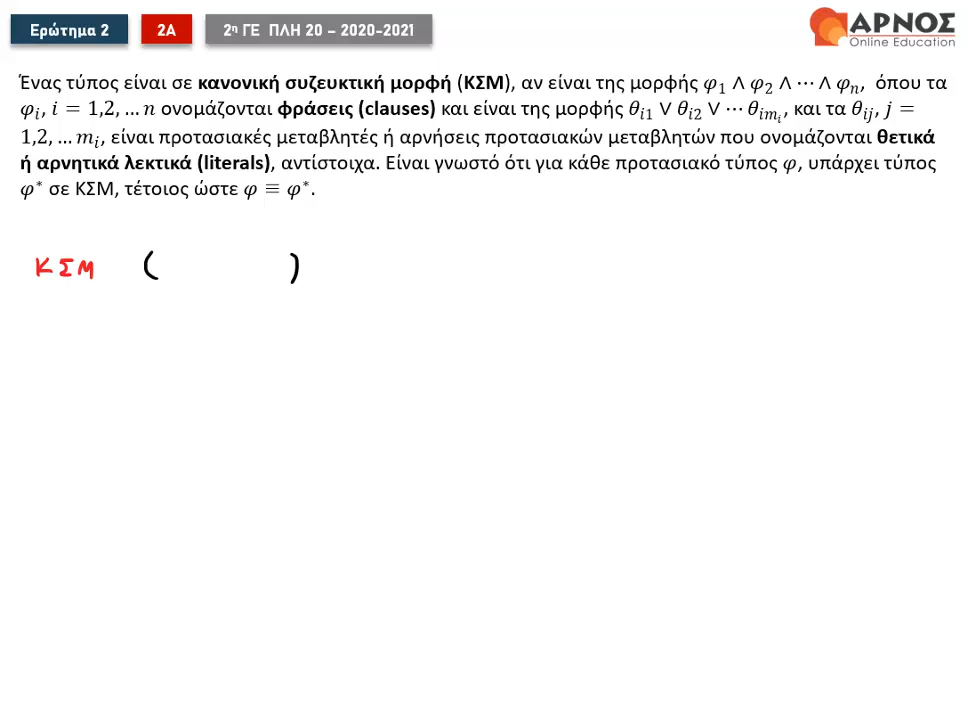 Ερώτημα 2
2Α
2η ΓΕ ΠΛΗ 20 – 2020-2021
ΑΡΝΟΣ
Online Education
Ένας τύπος είναι σε κανονική συζευκτική μορφή (ΚΣΜ), αν είναι της μορφής φ₁ ∧ φ₂ ∧ ⋯ ∧ φₙ, όπου τα
φᵢ, i = 1,2, … n ονομάζονται φράσεις (clauses) και είναι της μορφής θᵢ₁ ∨ θᵢ₂ ∨ ⋯ θᵢₘᵢ, και τα θᵢⱼ, j =
1,2, … mᵢ, είναι προτασιακές μεταβλητές ή αρνήσεις προτασιακών μεταβλητών που ονομάζονται θετικά
ή αρνητικά λεκτικά (literals), αντίστοιχα. Είναι γνωστό ότι για κάθε προτασιακό τύπος φ, υπάρχει τύπος
φ* σε ΚΣΜ, τέτοιος ώστε φ ≡ φ*.
ΚΣΜ ( )